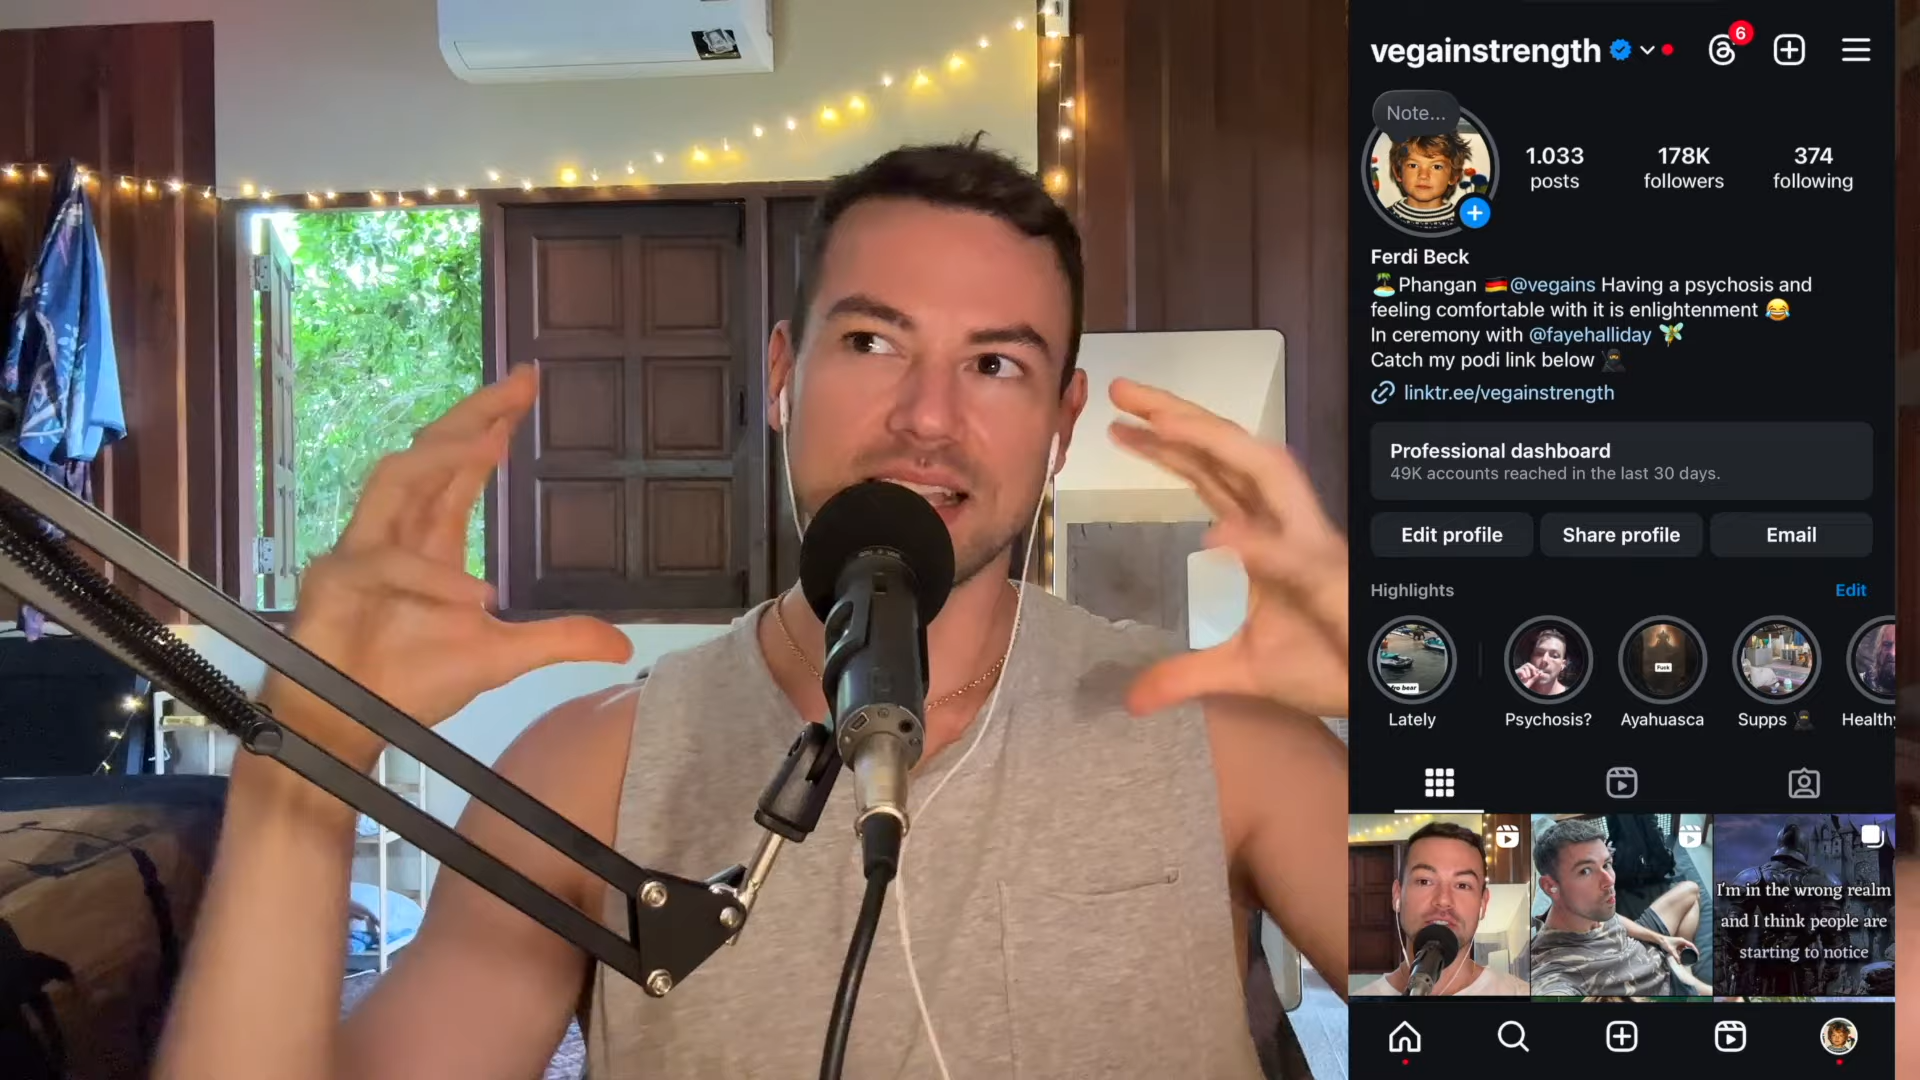 vegainstrength
6
Note...
1.033
posts
178K
followers
374
following
Ferdi Beck
🏝️Phangan 🇩🇪@vegains Having a psychosis and
feeling comfortable with it is enlightenment 😂
In ceremony with @fayehalliday 🧚
Catch my podi link below 🥷
linktr.ee/vegainstrength
Professional dashboard
49K accounts reached in the last 30 days.
Edit profile
Share profile
Email
Highlights
Edit
fro bear
Fuck
Lately
Psychosis?
Ayahuasca
Supps 🥷
Healthy
I'm in the wrong realm
and I think people are
starting to notice